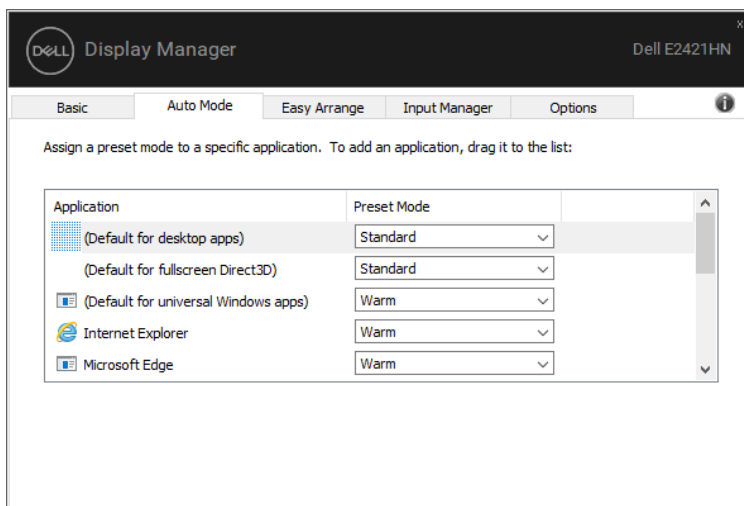 x
DELL Display Manager Dell E2421HN
Basic Auto Mode Easy Arrange Input Manager Options i
Assign a preset mode to a specific application. To add an application, drag it to the list:
Application Preset Mode
(Default for desktop apps) Standard
(Default for fullscreen Direct3D) Standard
(Default for universal Windows apps) Warm
Internet Explorer Warm
Microsoft Edge Warm